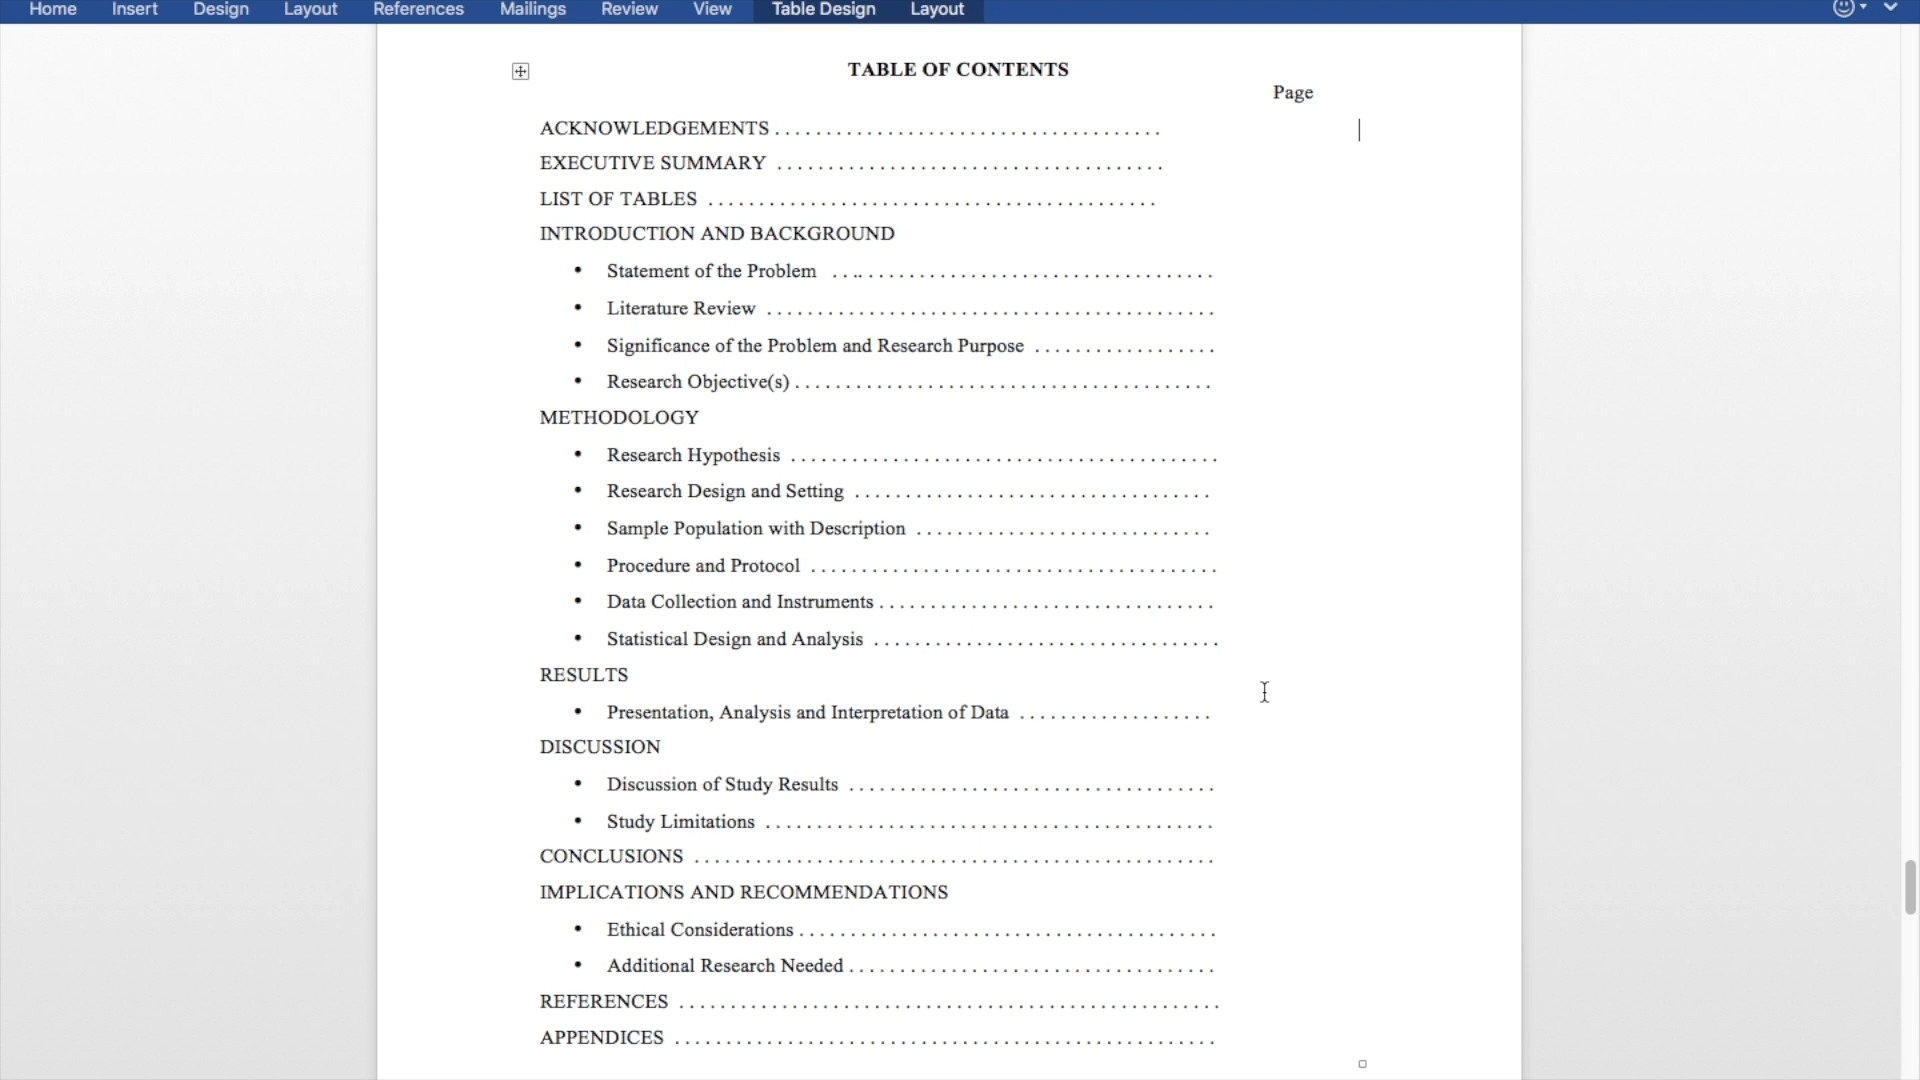 Home Insert Design Layout References Mailings Review View Table Design Layout
TABLE OF CONTENTS
Page
ACKNOWLEDGEMENTS . . . . . . . . . . . . . . . . . . . . . . . . . . . . . . . . . . . . . .
EXECUTIVE SUMMARY . . . . . . . . . . . . . . . . . . . . . . . . . . . . . . . . . . . . . .
LIST OF TABLES . . . . . . . . . . . . . . . . . . . . . . . . . . . . . . . . . . . . . . . . . . . .
INTRODUCTION AND BACKGROUND
• Statement of the Problem . . .. . . . . . . . . . . . . . . . . . . . . . . . . . . . . . . . . . . .
• Literature Review . . . . . . . . . . . . . . . . . . . . . . . . . . . . . . . . . . . . . . . . . . . .
• Significance of the Problem and Research Purpose . . . . . . . . . . . . . . . . . .
• Research Objective(s) . . . . . . . . . . . . . . . . . . . . . . . . . . . . . . . . . . . . . . . . .
METHODOLOGY
• Research Hypothesis . . . . . . . . . . . . . . . . . . . . . . . . . . . . . . . . . . . . . . . . . .
• Research Design and Setting . . . . . . . . . . . . . . . . . . . . . . . . . . . . . . . . . . .
• Sample Population with Description . . . . . . . . . . . . . . . . . . . . . . . . . . . . .
• Procedure and Protocol . . . . . . . . . . . . . . . . . . . . . . . . . . . . . . . . . . . . . . . .
• Data Collection and Instruments . . . . . . . . . . . . . . . . . . . . . . . . . . . . . . . . .
• Statistical Design and Analysis . . . . . . . . . . . . . . . . . . . . . . . . . . . . . . . . . .
RESULTS
• Presentation, Analysis and Interpretation of Data . . . . . . . . . . . . . . . . . . .
DISCUSSION
• Discussion of Study Results . . . . . . . . . . . . . . . . . . . . . . . . . . . . . . . . . . . .
• Study Limitations . . . . . . . . . . . . . . . . . . . . . . . . . . . . . . . . . . . . . . . . . . . .
CONCLUSIONS . . . . . . . . . . . . . . . . . . . . . . . . . . . . . . . . . . . . . . . . . . . . . . . . . . .
IMPLICATIONS AND RECOMMENDATIONS
• Ethical Considerations . . . . . . . . . . . . . . . . . . . . . . . . . . . . . . . . . . . . . . . . .
• Additional Research Needed . . . . . . . . . . . . . . . . . . . . . . . . . . . . . . . . . . . .
REFERENCES . . . . . . . . . . . . . . . . . . . . . . . . . . . . . . . . . . . . . . . . . . . . . . . . . . . . .
APPENDICES . . . . . . . . . . . . . . . . . . . . . . . . . . . . . . . . . . . . . . . . . . . . . . . . . . . . .